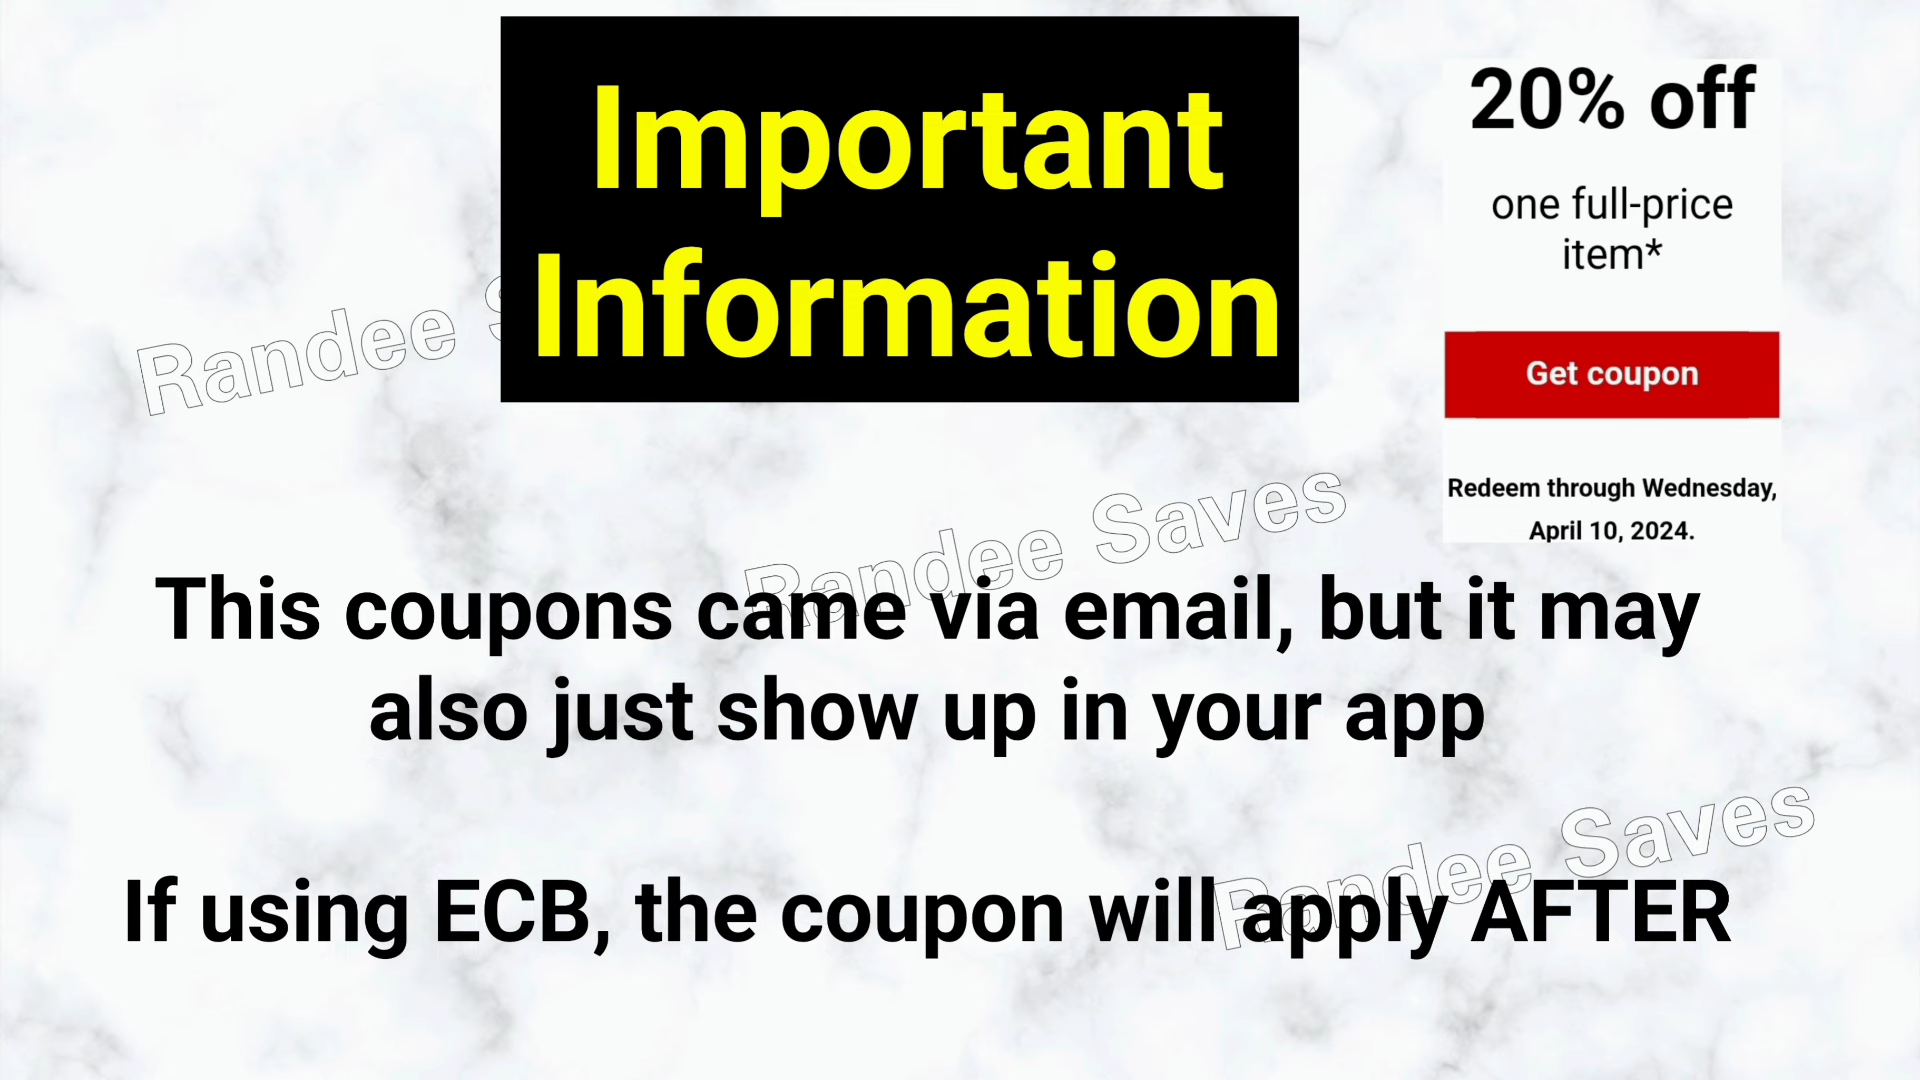 Important
Information
20% off
one full-price
item*
Get coupon
Redeem through Wednesday,
April 10, 2024.
Randee S
Randee Saves
This coupons came via email, but it may
also just show up in your app
Randee Saves
If using ECB, the coupon will apply AFTER